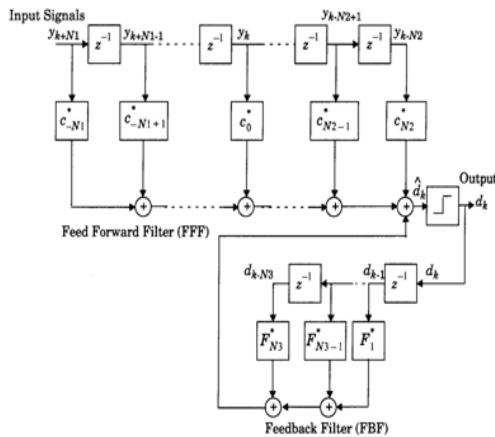 Input Signals
y_{k+N1} z^{-1} y_{k+N1-1} z^{-1} y_k z^{-1} y_{k-N2+1} z^{-1} y_{k-N2}
c^*_{-N1} c^*_{-N1+1} c^*_0 c^*_{N2-1} c^*_{N2}
Output
+ + + + \hat{d}_k d_k
Feed Forward Filter (FFF)
d_{k-N3} z^{-1} d_{k-1} z^{-1} d_k
F^*_{N3} F^*_{N3-1} F^*_1
+ +
Feedback Filter (FBF)